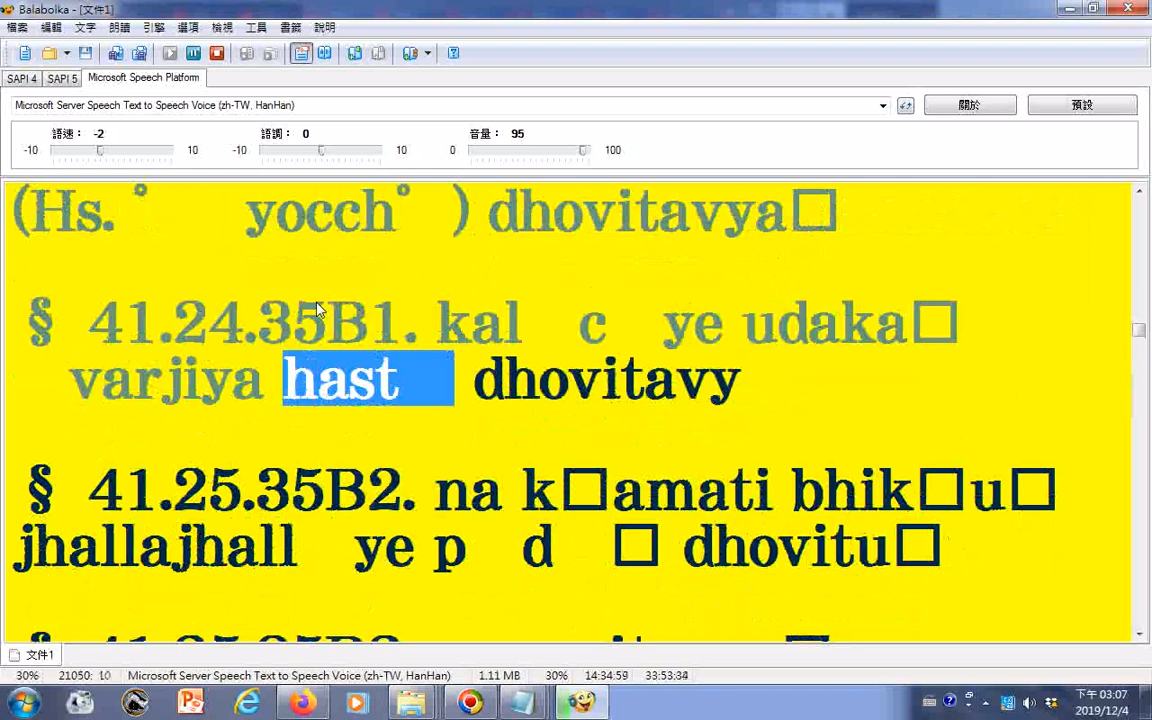 Balabolka - [文件1]
檔案 編輯 文字 朗讀 引擎 選項 檢視 工具 書籤 說明
SAPI 4 SAPI 5 Microsoft Speech Platform
Microsoft Server Speech Text to Speech Voice (zh-TW, HanHan) 關於 預設
語速： -2 語調： 0 音量： 95
-10 10 -10 10 0 100
(Hs. ° yocch° ) dhovitavya□
§ 41.24.35B1. kal c ye udaka□
varjiya hast dhovitavy
§ 41.25.35B2. na k□amati bhik□u□
jhallajhall ye p d □ dhovitu□
文件1
30% 21050: 10 Microsoft Server Speech Text to Speech Voice (zh-TW, HanHan) 1.11 MB 30% 14:34:59 33:53:34
下午 03:07
2019/12/4